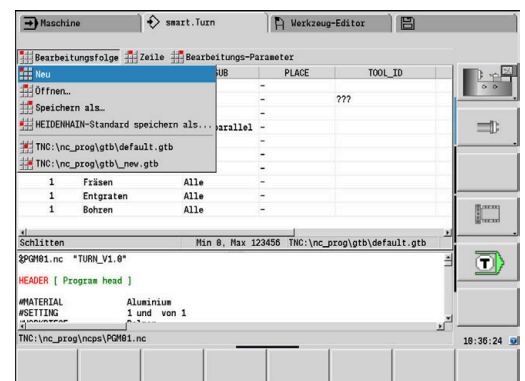 Maschine smart.Turn Werkzeug-Editor
Bearbeitungsfolge Zeile Bearbeitungs-Parameter
Neu SUB PLACE TOOL_ID
Öffnen… -
Speichern als… - ???
HEIDENHAIN-Standard speichern als... parallel -
-
TNC:\nc_prog\gtb\default.gtb -
TNC:\nc_prog\gtb\_new.gtb -
1 Fräsen Alle -
1 Entgraten Alle -
1 Bohren Alle -
Schlitten Min 0, Max 123456 TNC:\nc_prog\gtb\default.gtb
%PGM01.nc "TURN_V1.0"
HEADER [ Program head ]
#MATERIAL Aluminium
#SETTING 1 und von 1
TNC:\nc_prog\ncps\PGM01.nc
T
18:36:24